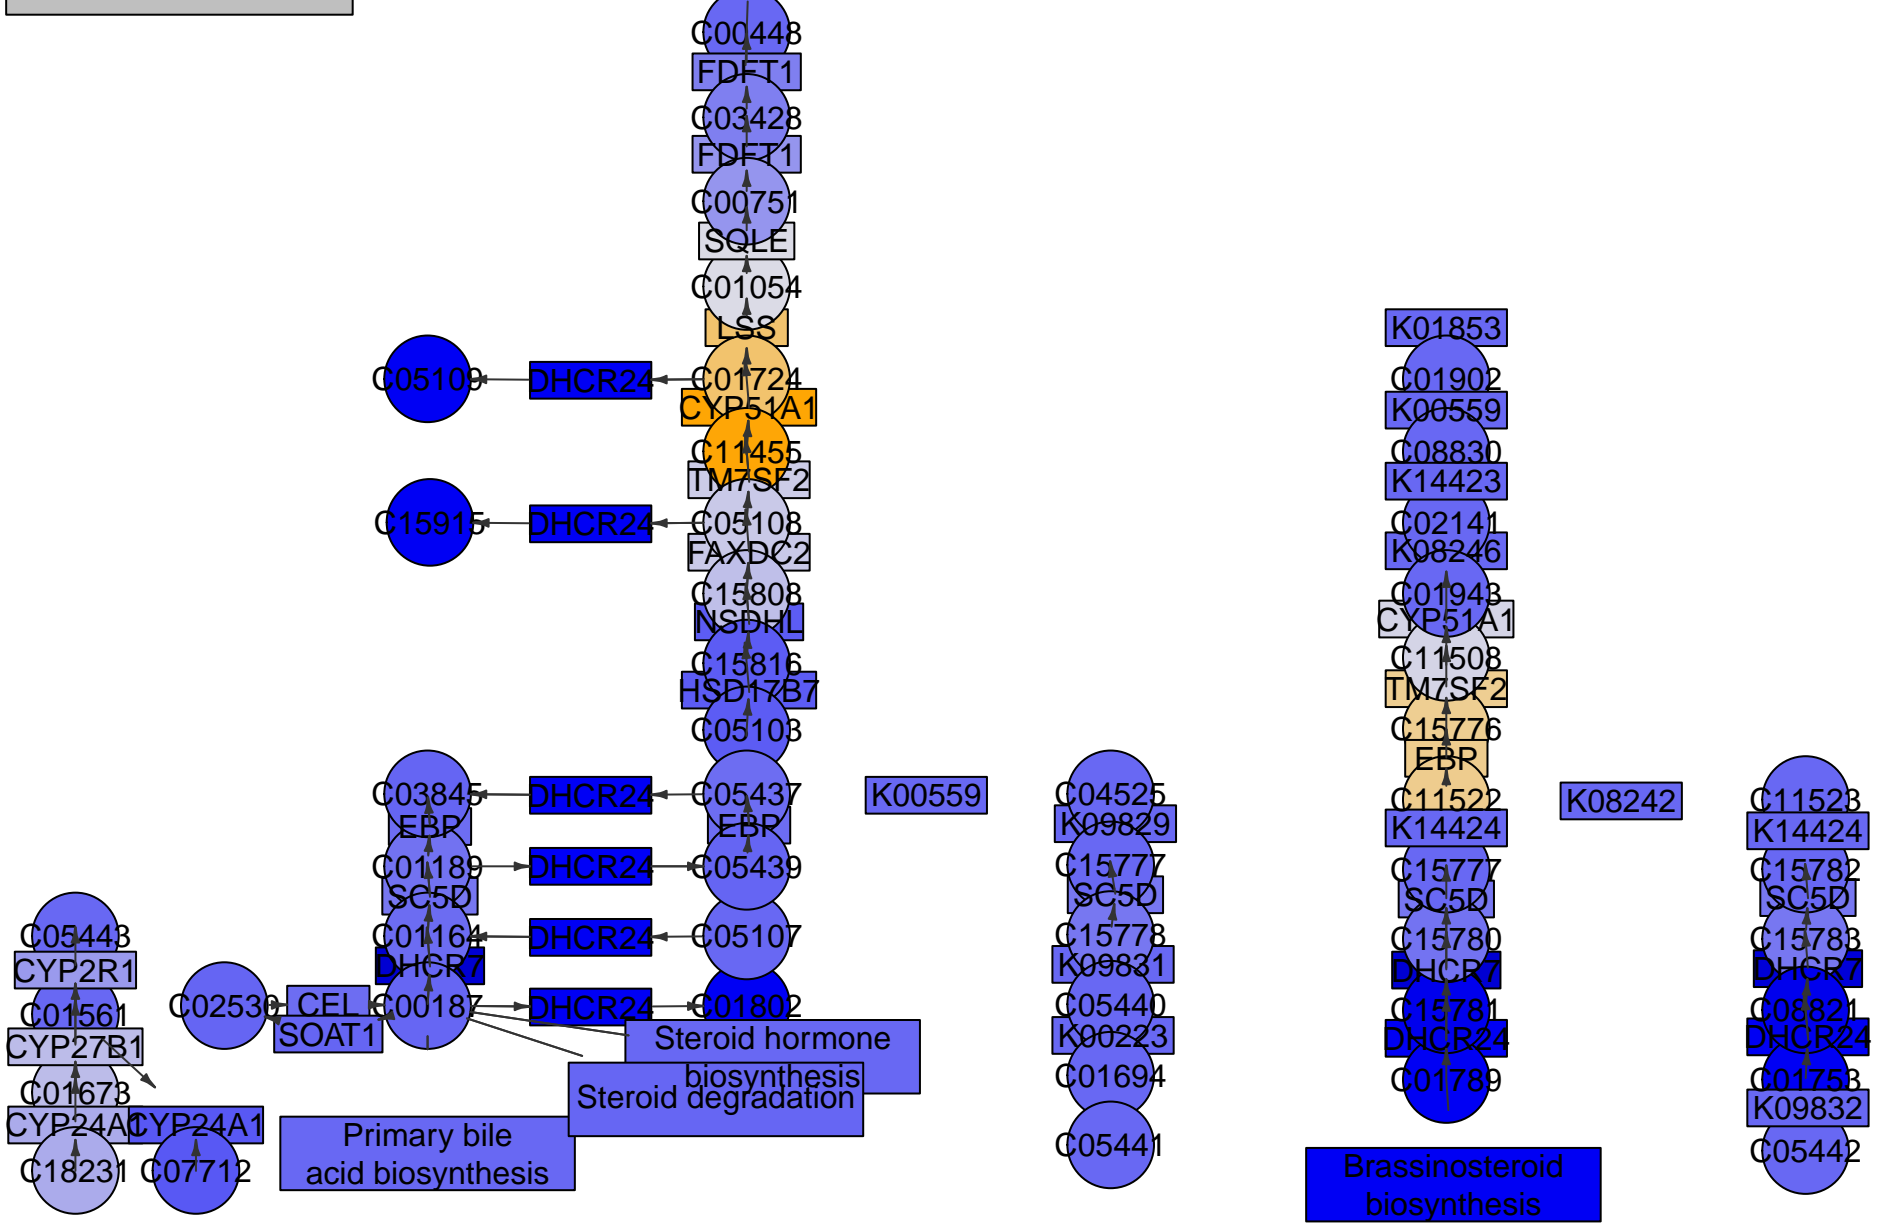 C00448
FDFT1
C03428
FDFT1
C00751
SQLE
C01054
LSS
C05109
DHCR24
C01724
CYP51A1
C11455
TM7SF2
C15915
DHCR24
C05108
FAXDC2
C15808
NSDHL
C15816
HSD17B7
C05103
C03845
DHCR24
C05437
EBP
EBP
C01189
DHCR24
C05439
SC5D
C01164
DHCR24
C05107
DHCR7
C02530
CEL
SOAT1
C00187
DHCR24
C01802
Steroid hormone
biosynthesis
Steroid degradation
Primary bile
acid biosynthesis
C05443
CYP2R1
C01561
CYP27B1
C01673
CYP24A1
CYP24A1
C18231
C07712
K00559
C04525
K09829
C15777
SC5D
C15778
K09831
C05440
K00223
C01694
C05441
K01853
C01902
K00559
C08830
K14423
C02141
K08246
C01943
CYP51A1
C11508
TM7SF2
C15776
EBP
C11522
K14424
C15777
SC5D
C15780
DHCR7
C15781
DHCR24
C01789
Brassinosteroid
biosynthesis
K08242
C11523
K14424
C15782
SC5D
C15783
DHCR7
C08821
DHCR24
C01753
K09832
C05442